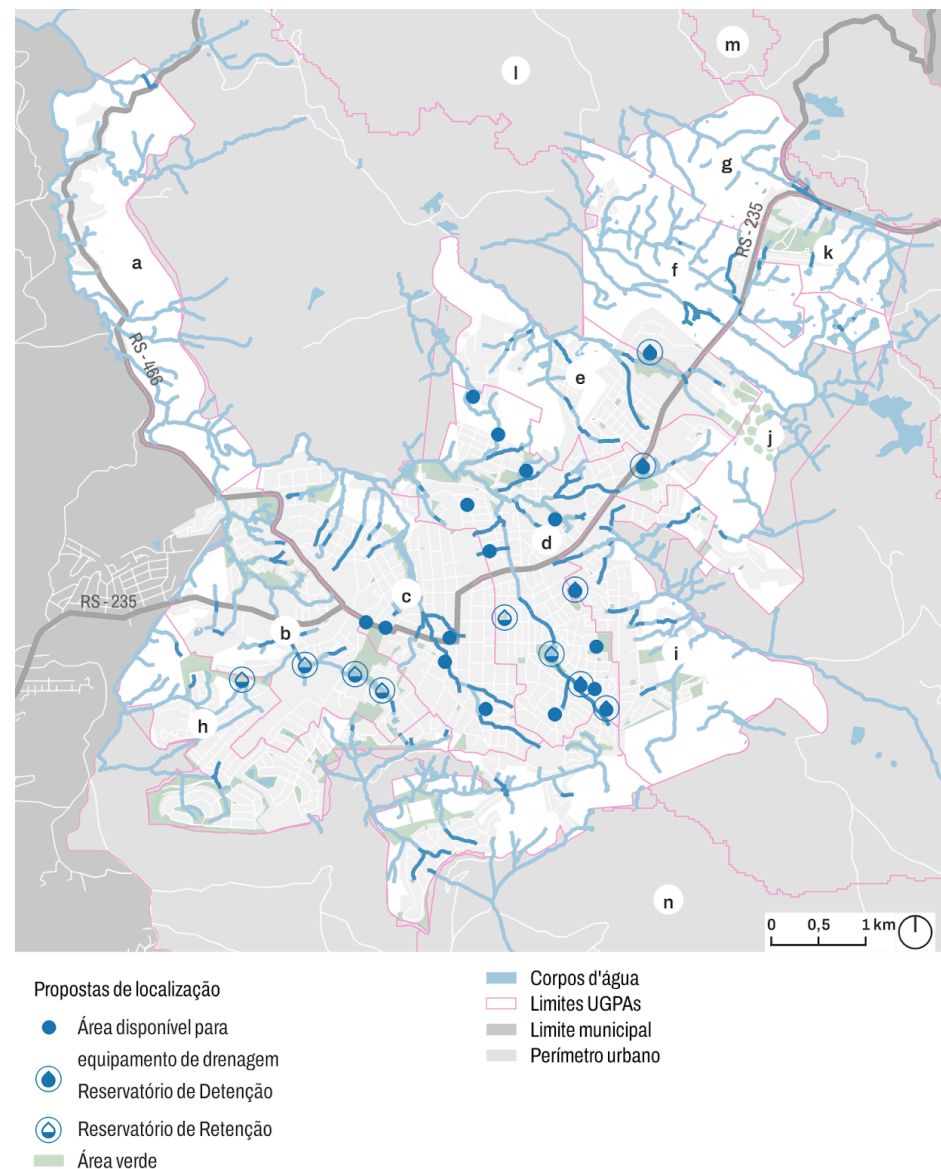 m
l
g
RS - 235
k
a
f
RS - 466
e
j
d
c
RS - 235
b
i
h
n
0 0,5 1 km
Propostas de localização
Área disponível para
equipamento de drenagem
Reservatório de Detenção
Reservatório de Retenção
Área verde
Corpos d'água
Limites UGPAs
Limite municipal
Perímetro urbano